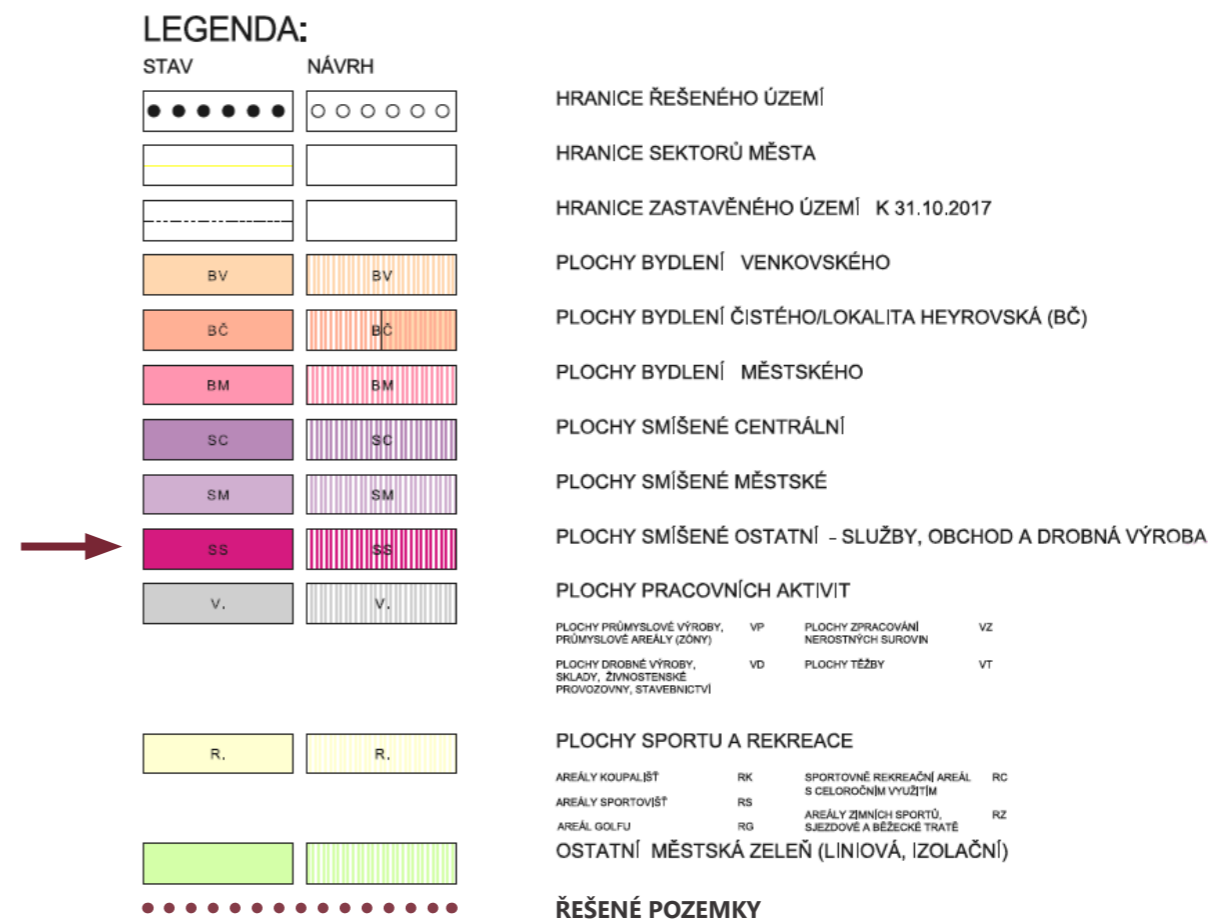 LEGENDA:
STAV NÁVRH
HRANICE ŘEŠENÉHO ÚZEMÍ
HRANICE SEKTORŮ MĚSTA
HRANICE ZASTAVĚNÉHO ÚZEMÍ K 31.10.2017
BV BV PLOCHY BYDLENÍ VENKOVSKÉHO
BČ BČ PLOCHY BYDLENÍ ČISTÉHO/LOKALITA HEYROVSKÁ (BČ)
BM BM PLOCHY BYDLENÍ MĚSTSKÉHO
SC SC PLOCHY SMÍŠENÉ CENTRÁLNÍ
SM SM PLOCHY SMÍŠENÉ MĚSTSKÉ
SS SS PLOCHY SMÍŠENÉ OSTATNÍ - SLUŽBY, OBCHOD A DROBNÁ VÝROBA
V. V. PLOCHY PRACOVNÍCH AKTIVIT
PLOCHY PRŮMYSLOVÉ VÝROBY, VP PLOCHY ZPRACOVÁNÍ VZ
PRŮMYSLOVÉ AREÁLY (ZÓNY) NEROSTNÝCH SUROVIN
PLOCHY DROBNÉ VÝROBY, VD PLOCHY TĚŽBY VT
SKLADY, ŽIVNOSTENSKÉ
PROVOZOVNY, STAVEBNICTVÍ
R. R. PLOCHY SPORTU A REKREACE
AREÁLY KOUPALIŠŤ RK SPORTOVNĚ REKREAČNÍ AREÁL RC
S CELOROČNÍM VYUŽITÍM
AREÁLY SPORTOVIŠŤ RS
AREÁLY ZIMNÍCH SPORTŮ, RZ
AREÁL GOLFU RG SJEZDOVÉ A BĚŽECKÉ TRATĚ
OSTATNÍ MĚSTSKÁ ZELEŇ (LINIOVÁ, IZOLAČNÍ)
ŘEŠENÉ POZEMKY